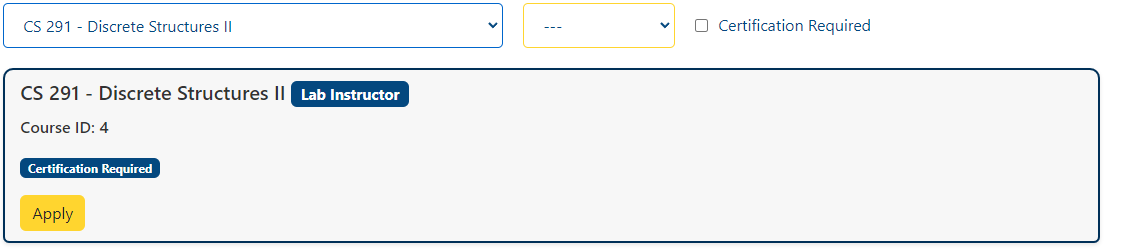 CS 291 - Discrete Structures II --- Certification Required
CS 291 - Discrete Structures II Lab Instructor
Course ID: 4
Certification Required
Apply